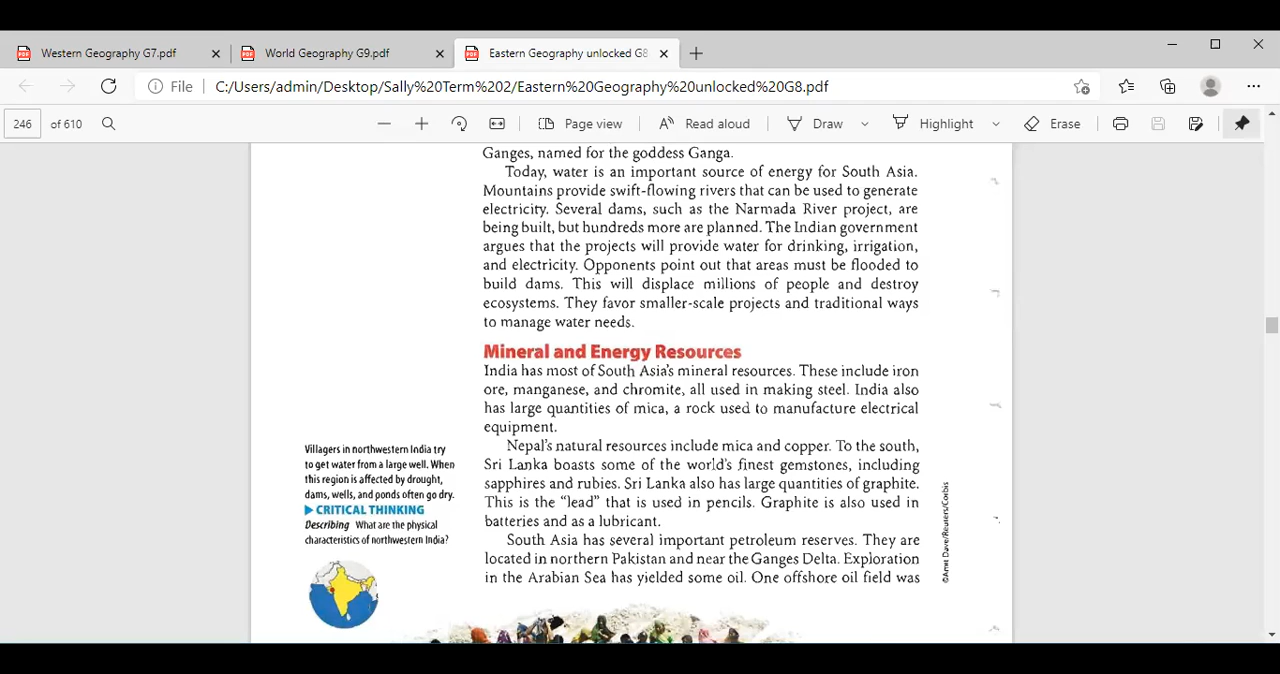 Western Geography G7.pdf
World Geography G9.pdf
Eastern Geography unlocked G8
File
C:/Users/admin/Desktop/Sally%20Term%202/Eastern%20Geography%20unlocked%20G8.pdf
246 of 610
Page view
Read aloud
Draw
Highlight
Erase
Ganges, named for the goddess Ganga.
Today, water is an important source of energy for South Asia.
Mountains provide swift-flowing rivers that can be used to generate
electricity. Several dams, such as the Narmada River project, are
being built, but hundreds more are planned. The Indian government
argues that the projects will provide water for drinking, irrigation,
and electricity. Opponents point out that areas must be flooded to
build dams. This will displace millions of people and destroy
ecosystems. They favor smaller-scale projects and traditional ways
to manage water needs.
Mineral and Energy Resources
India has most of South Asia's mineral resources. These include iron
ore, manganese, and chromite, all used in making steel. India also
has large quantities of mica, a rock used to manufacture electrical
equipment.
Nepal's natural resources include mica and copper. To the south,
Sri Lanka boasts some of the world's finest gemstones, including
sapphires and rubies. Sri Lanka also has large quantities of graphite.
This is the "lead" that is used in pencils. Graphite is also used in
batteries and as a lubricant.
South Asia has several important petroleum reserves. They are
located in northern Pakistan and near the Ganges Delta. Exploration
in the Arabian Sea has yielded some oil. One offshore oil field was
Villagers in northwestern India try
to get water from a large well. When
this region is affected by drought,
dams, wells, and ponds often go dry.
▶ CRITICAL THINKING
Describing What are the physical
characteristics of northwestern India?
©Amit Dave/Reuters/Corbis